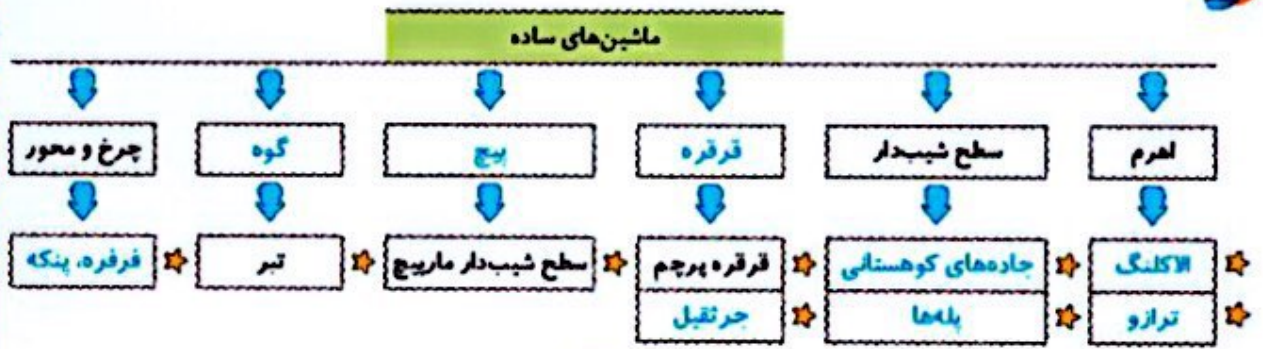 ماشین‌های ساده
اهرم
سطح شیب‌دار
قرقره
پیچ
گوه
چرخ و محور
الاکلنگ
جاده‌های کوهستانی
قرقره پرچم
سطح شیب‌دار مارپیچ
تبر
فرفره، پنکه
ترازو
پله‌ها
جرثقیل